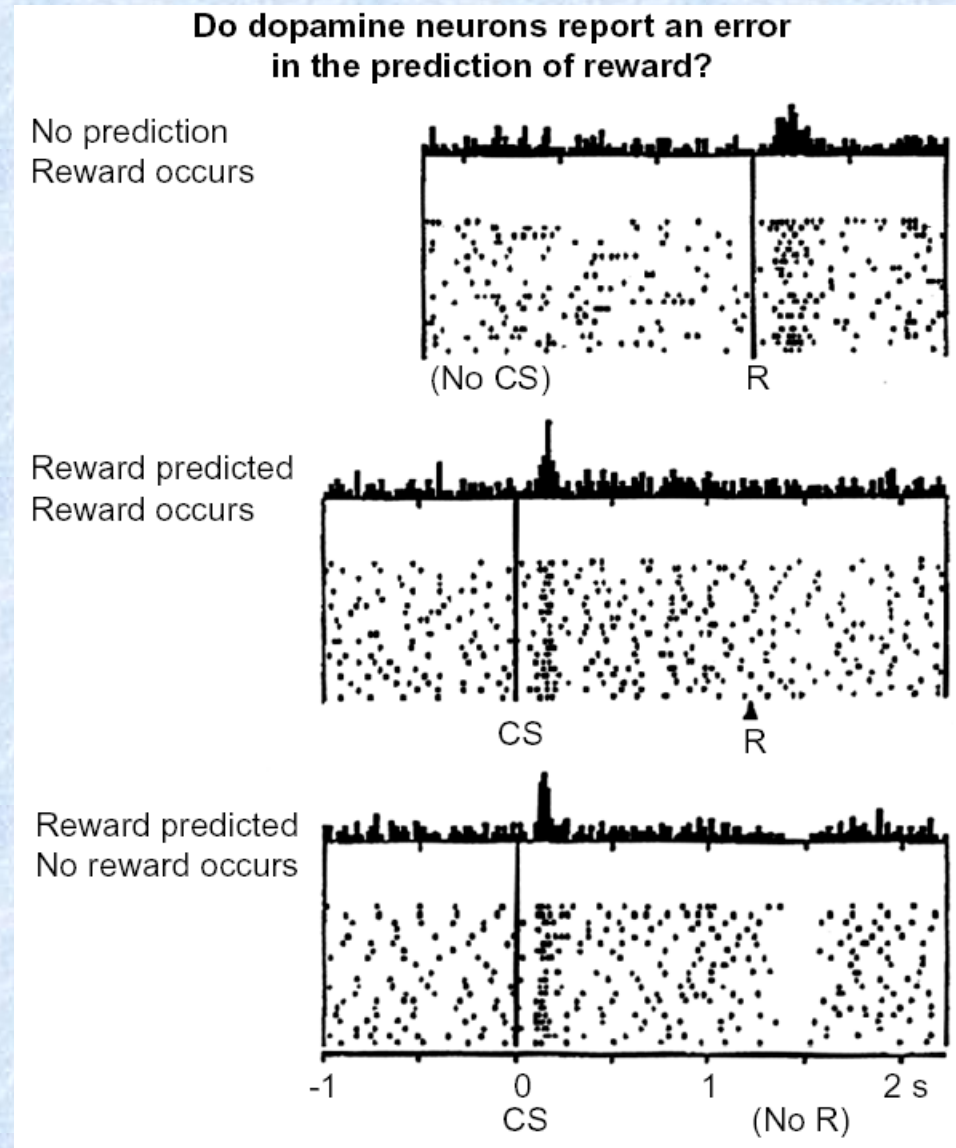 Do dopamine neurons report an error
in the prediction of reward?
No prediction
Reward occurs
(No CS)
R
Reward predicted
Reward occurs
CS
R
Reward predicted
No reward occurs
-1
0
1
2 s
CS
(No R)